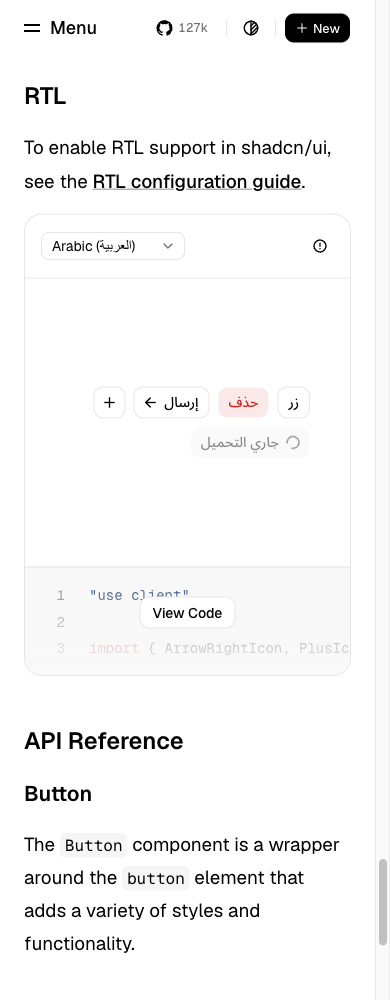 Menu 127k + New
RTL
To enable RTL support in shadcn/ui,
see the RTL configuration guide.
Arabic (العربية)
زر حذف إرسال ← +
جاري التحميل
1 "use client"
2
View Code
3 import { ArrowRightIcon, PlusIc
API Reference
Button
The Button component is a wrapper
around the button element that
adds a variety of styles and
functionality.